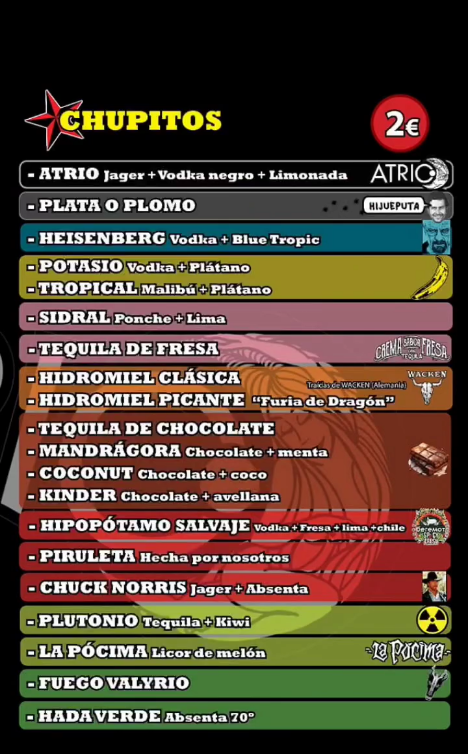 CHUPITOS
2€
- ATRIO Jager + Vodka negro + Limonada ATRIO
- PLATA O PLOMO HIJUEPUTA
- HEISENBERG Vodka + Blue Tropic
- POTASIO Vodka + Plátano
- TROPICAL Malibú + Plátano
- SIDRAL Ponche + Lima
- TEQUILA DE FRESA CREMA SABOR FRESA CON TEQUILA
- HIDROMIEL CLÁSICA Traídas de WACKEN (Alemania) WACKEN
- HIDROMIEL PICANTE “Furia de Dragón”
- TEQUILA DE CHOCOLATE
- MANDRÁGORA Chocolate + menta
- COCONUT Chocolate + coco
- KINDER Chocolate + avellana
- HIPOPÓTAMO SALVAJE Vodka + Fresa + lima +chile
- PIRULETA Hecha por nosotros
- CHUCK NORRIS Jager + Absenta
- PLUTONIO Tequila + Kiwi
- LA PÓCIMA Licor de melón -La Pócima-
- FUEGO VALYRIO
- HADA VERDE Absenta 70º